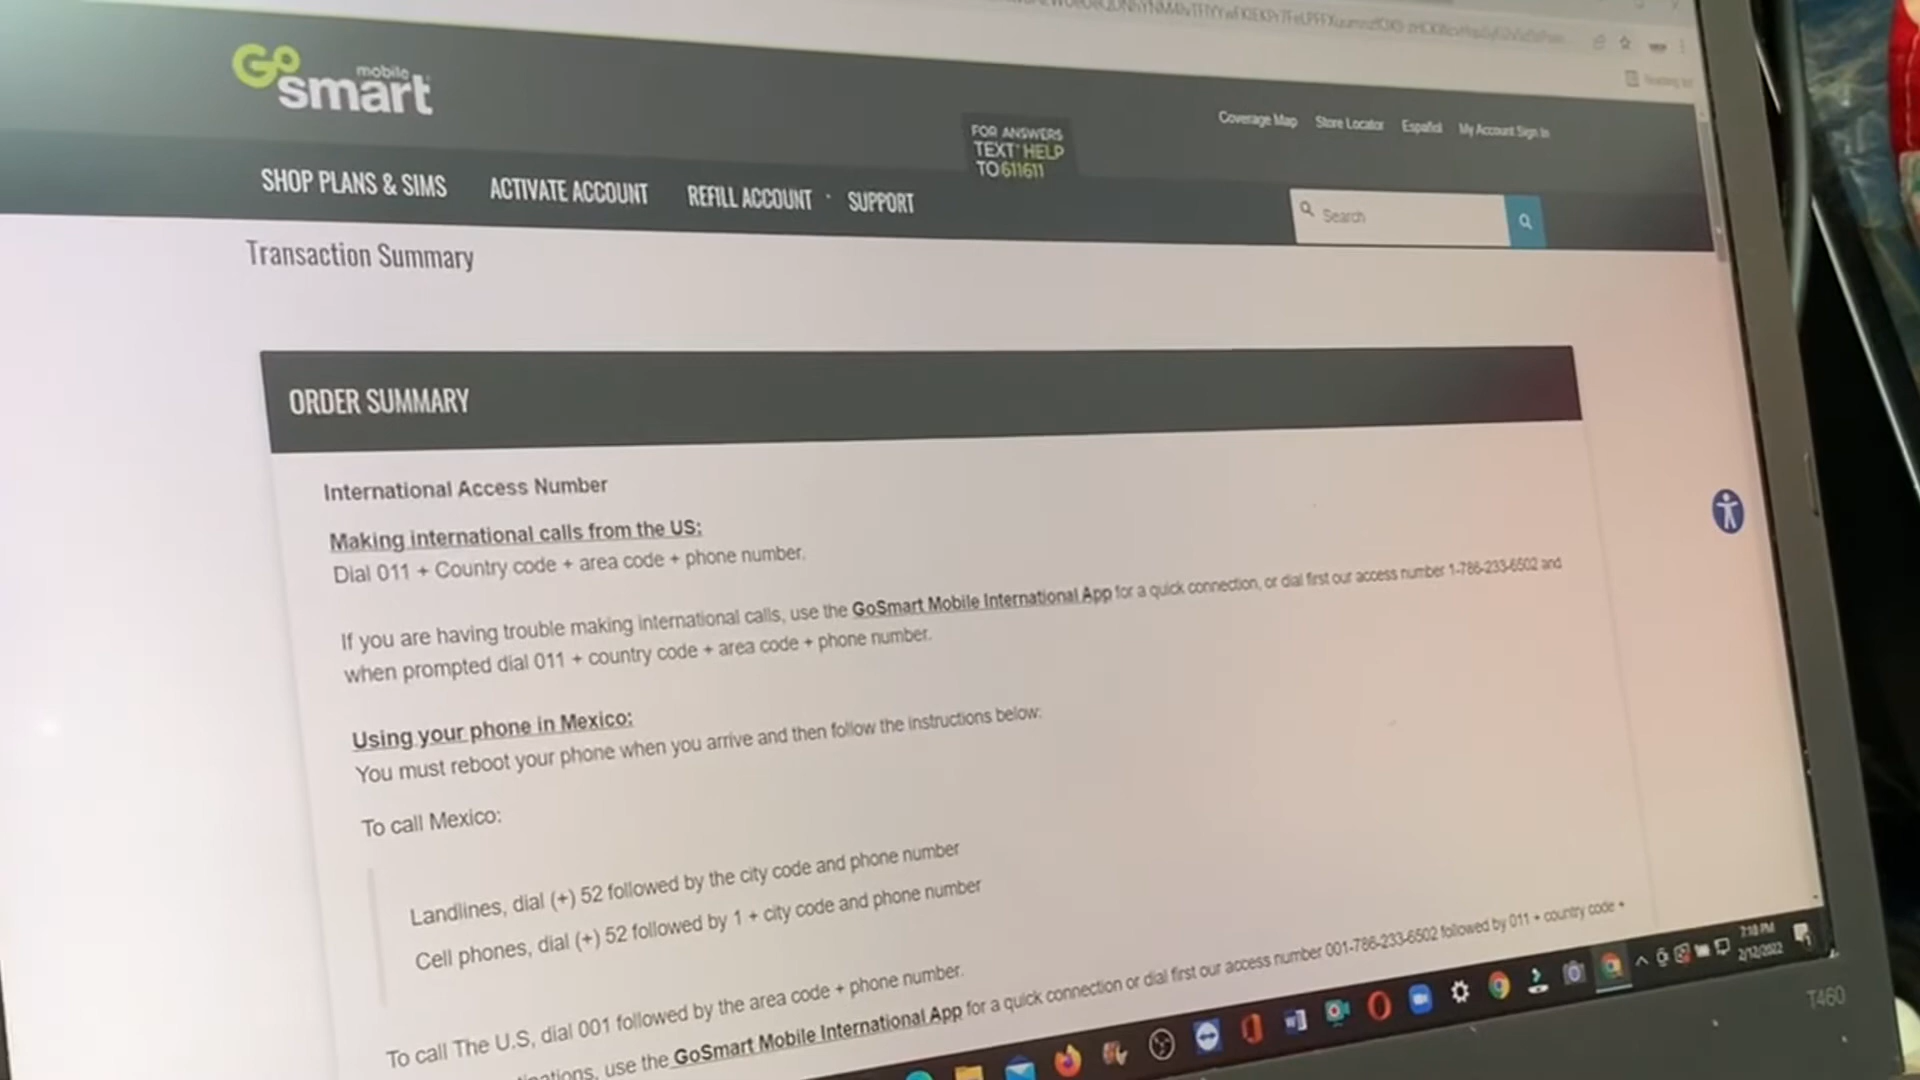 Go smart mobile
Coverage Map Store Locator Español My Account Sign In
FOR ANSWERS
TEXT "HELP
TO 611611
SHOP PLANS & SIMS ACTIVATE ACCOUNT REFILL ACCOUNT SUPPORT
Search
Transaction Summary
ORDER SUMMARY
International Access Number
Making international calls from the US:
Dial 011 + Country code + area code + phone number.
If you are having trouble making international calls, use the GoSmart Mobile International App for a quick connection, or dial first our access number 1-786-233-6502 and
when prompted dial 011 + country code + area code + phone number.
Using your phone in Mexico:
You must reboot your phone when you arrive and then follow the instructions below:
To call Mexico:
Landlines, dial (+) 52 followed by the city code and phone number
Cell phones, dial (+) 52 followed by 1 + city code and phone number
To call The U.S, dial 001 followed by the area code + phone number.
use the GoSmart Mobile International App for a quick connection or dial first our access number 001-786-233-6502 followed by 011 + country code +
7:18 PM
2/12/2022
T460